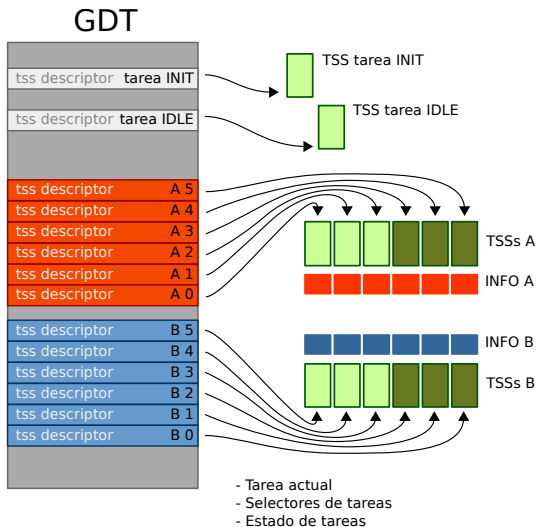 GDT
tss descriptor tarea INIT
TSS tarea INIT
tss descriptor tarea IDLE
TSS tarea IDLE
tss descriptor A 5
tss descriptor A 4
tss descriptor A 3
tss descriptor A 2
tss descriptor A 1
tss descriptor A 0
TSSs A
INFO A
tss descriptor B 5
tss descriptor B 4
tss descriptor B 3
tss descriptor B 2
tss descriptor B 1
tss descriptor B 0
INFO B
TSSs B
- Tarea actual
- Selectores de tareas
- Estado de tareas